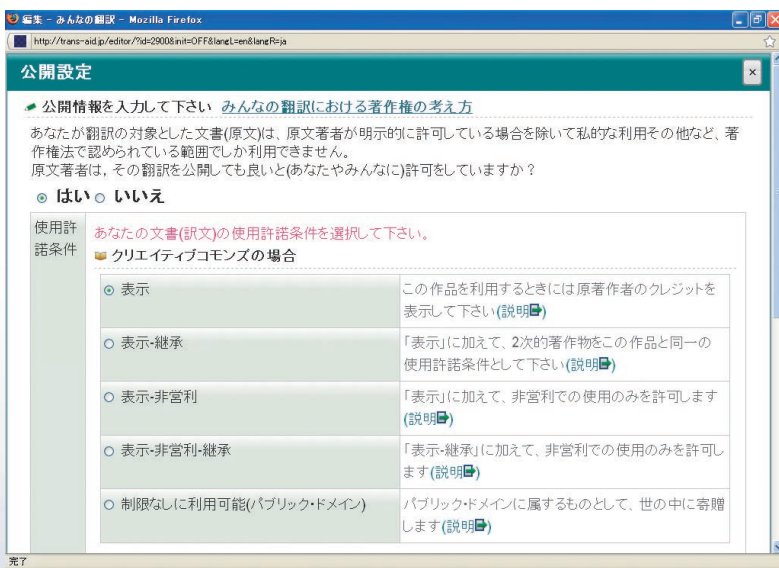 編集 - みんなの翻訳 - Mozilla Firefox
http://trans-aid.jp/editor/?id=2900&init=OFF&langL=en&langR=ja
公開設定
公開情報を入力して下さい みんなの翻訳における著作権の考え方
あなたが翻訳の対象とした文書(原文)は、原文著者が明示的に許可している場合を除いて私的な利用その他など、著
作権法で認められている範囲でしか利用できません。
原文著者は, その翻訳を公開しても良いと(あなたやみんなに)許可をしていますか？
はい いいえ
使用許
諾条件
あなたの文書(訳文)の使用許諾条件を選択して下さい。
クリエイティブコモンズの場合
表示
この作品を利用するときには原著作者のクレジットを
表示して下さい(説明)
表示-継承
「表示」に加えて、2次的著作物をこの作品と同一の
使用許諾条件として下さい(説明)
表示-非営利
「表示」に加えて、非営利での使用のみを許可します
(説明)
表示-非営利-継承
「表示-継承」に加えて、非営利での使用のみを許可し
ます(説明)
制限なしに利用可能(パブリック・ドメイン)
パブリック・ドメインに属するものとして、世の中に寄贈
します(説明)
完了